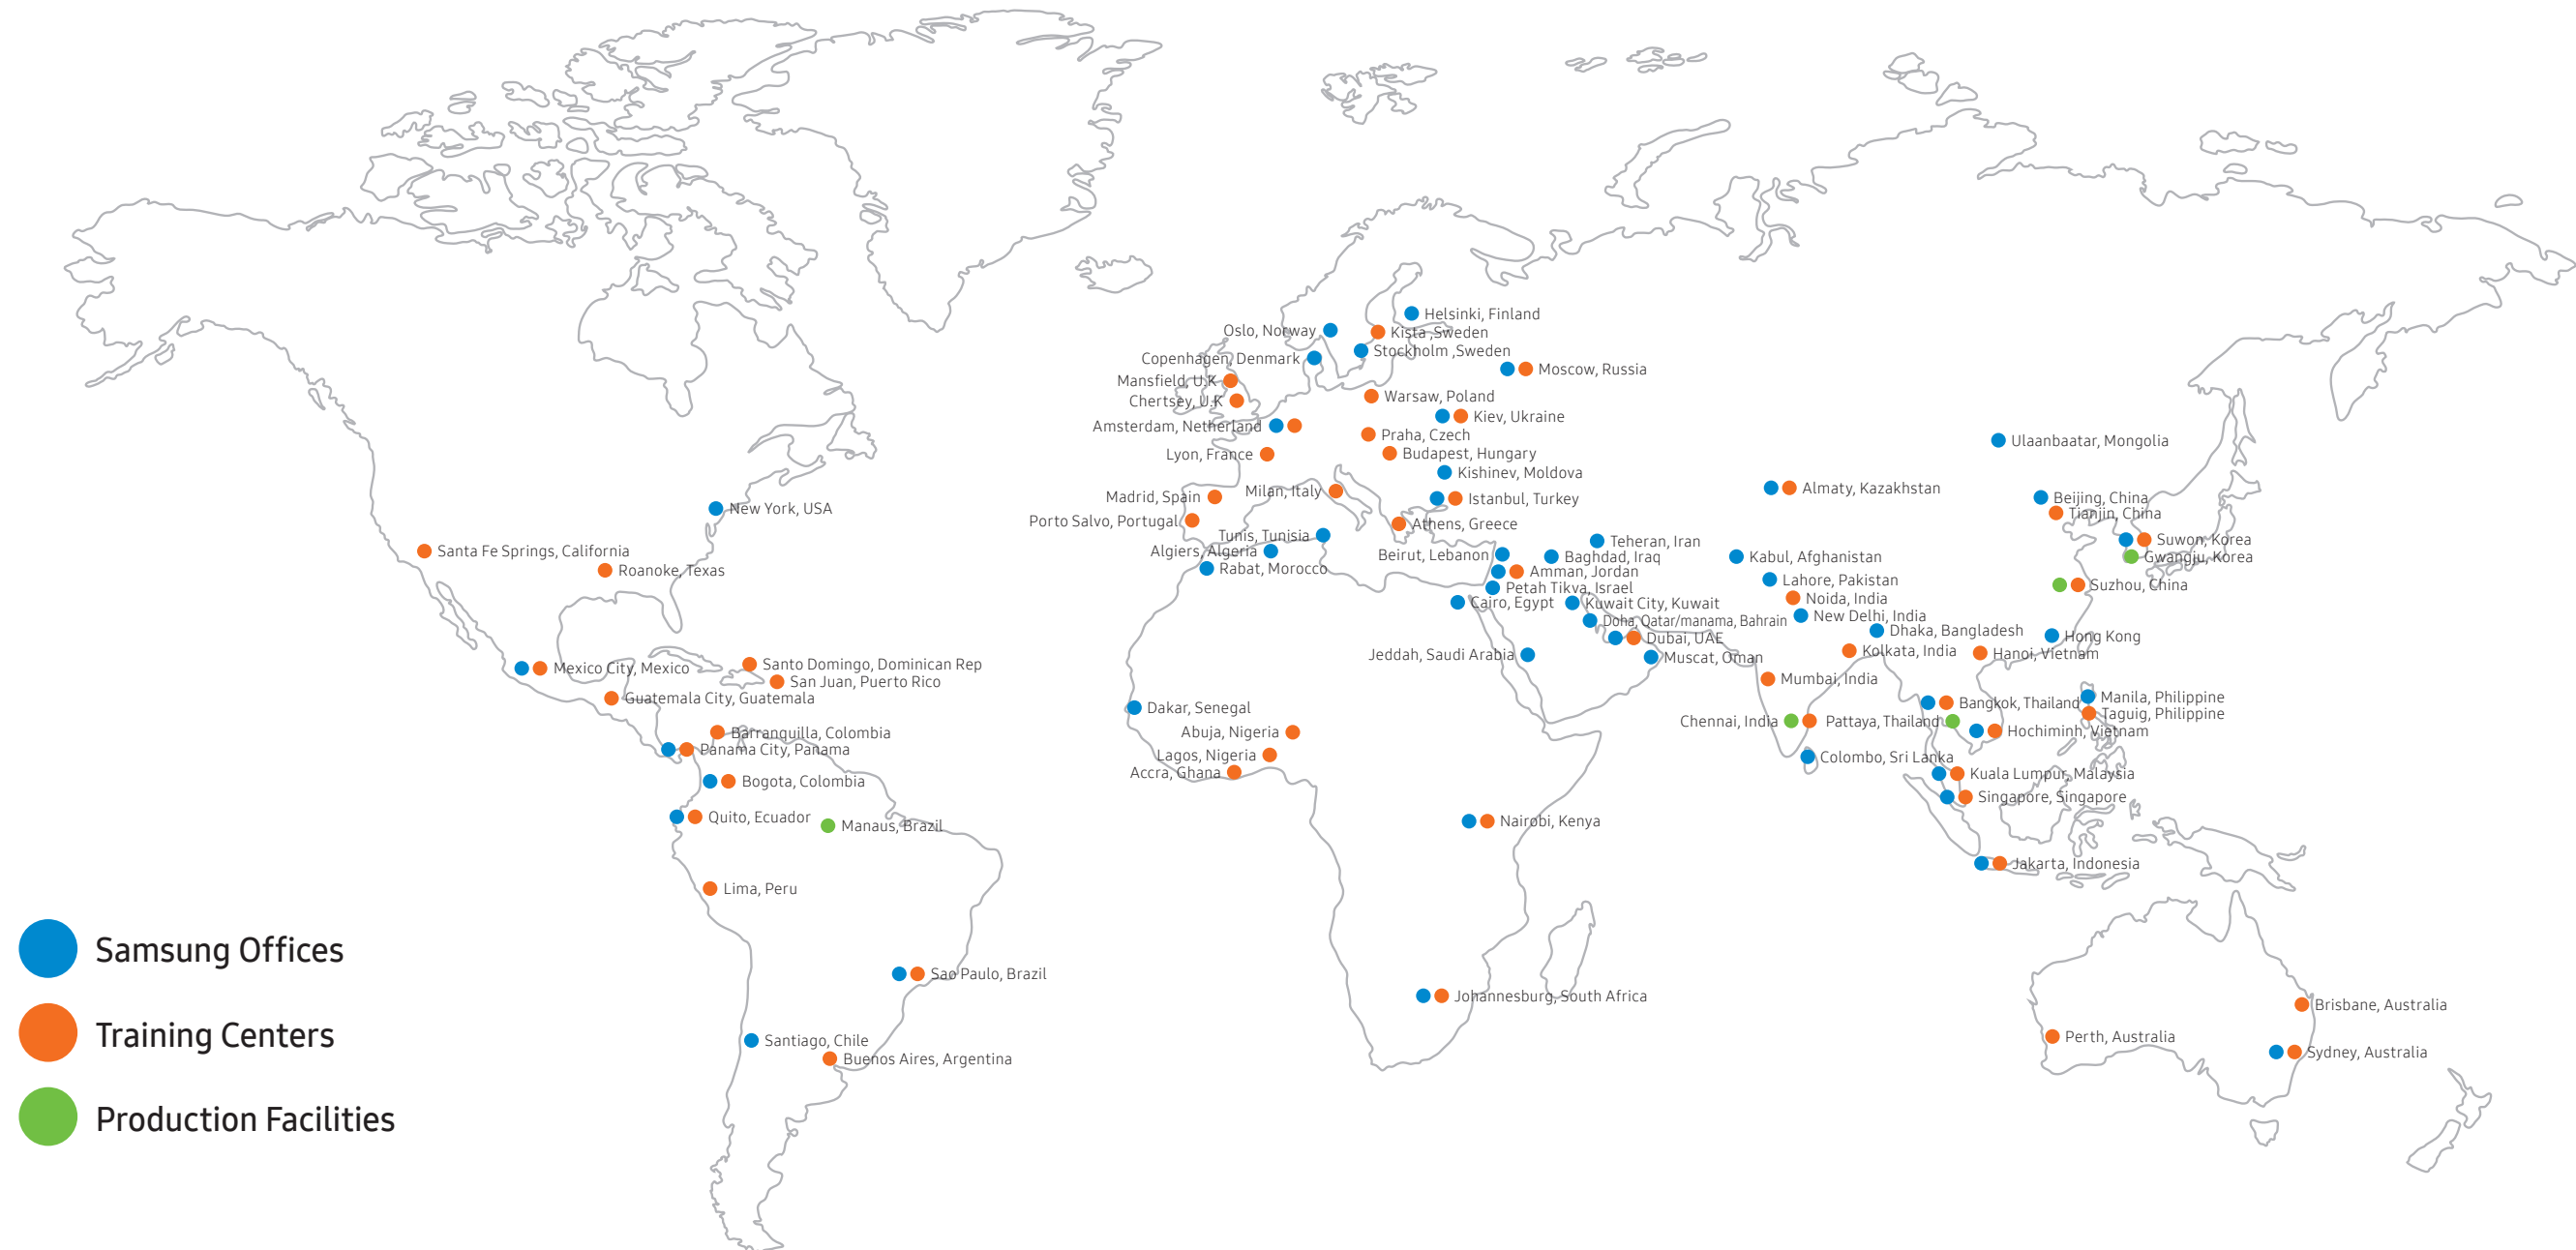 Helsinki, Finland
Oslo, Norway
Kista ,Sweden
Stockholm ,Sweden
Copenhagen, Denmark
Moscow, Russia
Mansfield, U.K
Warsaw, Poland
Chertsey, U.K
Kiev, Ukraine
Amsterdam, Netherland
Praha, Czech
Ulaanbaatar, Mongolia
Lyon, France
Budapest, Hungary
Kishinev, Moldova
Almaty, Kazakhstan
Milan, Italy
Madrid, Spain
Istanbul, Turkey
Beijing, China
New York, USA
Tianjin, China
Porto Salvo, Portugal
Athens, Greece
Tunis, Tunisia
Teheran, Iran
Suwon, Korea
Santa Fe Springs, California
Algiers, Algeria
Beirut, Lebanon
Baghdad, Iraq
Kabul, Afghanistan
Gwangju, Korea
Roanoke, Texas
Rabat, Morocco
Amman, Jordan
Lahore, Pakistan
Suzhou, China
Petah Tikva, Israel
Noida, India
Cairo, Egypt
Kuwait City, Kuwait
New Delhi, India
Doha, Qatar/manama, Bahrain
Dhaka, Bangladesh
Dubai, UAE
Hong Kong
Jeddah, Saudi Arabia
Muscat, Oman
Kolkata, India
Hanoi, Vietnam
Santo Domingo, Dominican Rep
Mexico City, Mexico
San Juan, Puerto Rico
Mumbai, India
Guatemala City, Guatemala
Manila, Philippine
Dakar, Senegal
Bangkok, Thailand
Taguig, Philippine
Chennai, India
Pattaya, Thailand
Barranquilla, Colombia
Abuja, Nigeria
Hochiminh, Vietnam
Panama City, Panama
Lagos, Nigeria
Colombo, Sri Lanka
Accra, Ghana
Kuala Lumpur, Malaysia
Bogota, Colombia
Singapore, Singapore
Quito, Ecuador
Manaus, Brazil
Nairobi, Kenya
Jakarta, Indonesia
Lima, Peru
Samsung Offices
Sao Paulo, Brazil
Johannesburg, South Africa
Brisbane, Australia
Training Centers
Perth, Australia
Santiago, Chile
Sydney, Australia
Buenos Aires, Argentina
Production Facilities